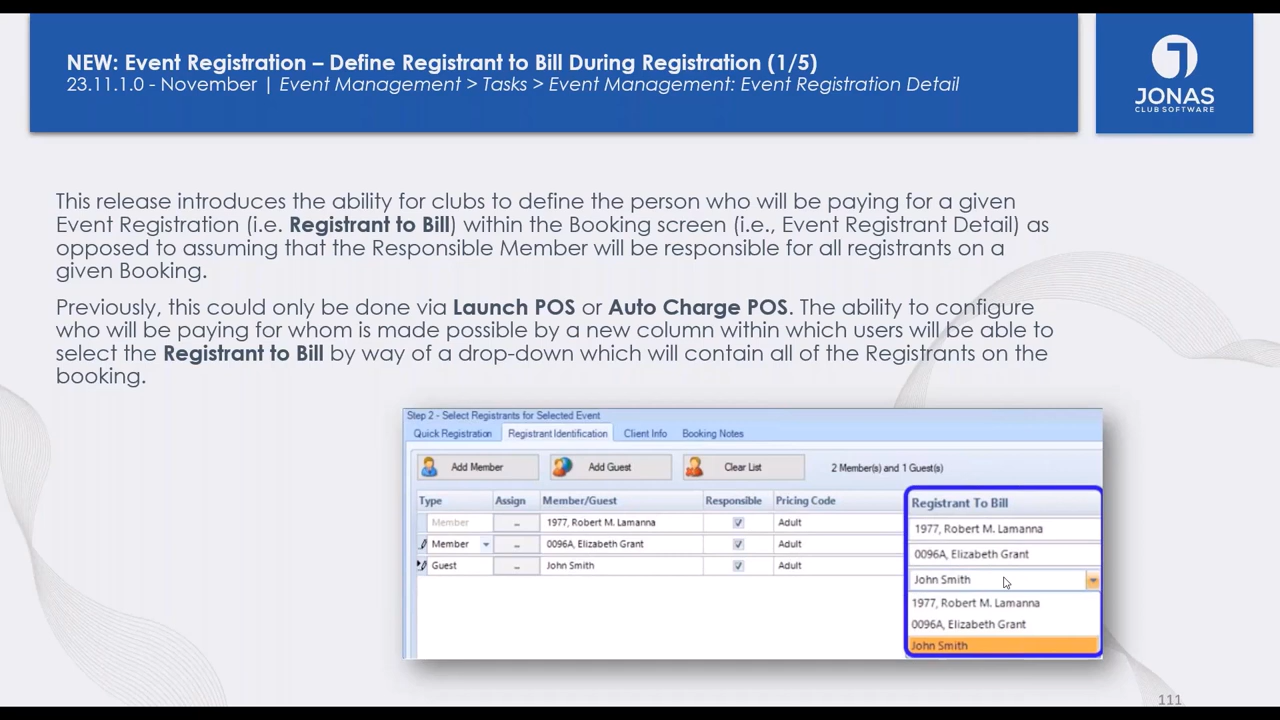 NEW: Event Registration – Define Registrant to Bill During Registration (1/5)
23.11.1.0 - November | Event Management > Tasks > Event Management: Event Registration Detail
JONAS
CLUB SOFTWARE
This release introduces the ability for clubs to define the person who will be paying for a given
Event Registration (i.e. Registrant to Bill) within the Booking screen (i.e., Event Registrant Detail) as
opposed to assuming that the Responsible Member will be responsible for all registrants on a
given Booking.
Previously, this could only be done via Launch POS or Auto Charge POS. The ability to configure
who will be paying for whom is made possible by a new column within which users will be able to
select the Registrant to Bill by way of a drop-down which will contain all of the Registrants on the
booking.
Step 2 - Select Registrants for Selected Event
Quick Registration Registrant Identification Client Info Booking Notes
Add Member Add Guest Clear List 2 Member(s) and 1 Guest(s)
Type Assign Member/Guest Responsible Pricing Code Registrant To Bill
Member ... 1977, Robert M. Lamanna Adult 1977, Robert M. Lamanna
Member ... 0096A, Elizabeth Grant Adult 0096A, Elizabeth Grant
Guest ... John Smith Adult John Smith
1977, Robert M. Lamanna
0096A, Elizabeth Grant
John Smith
111